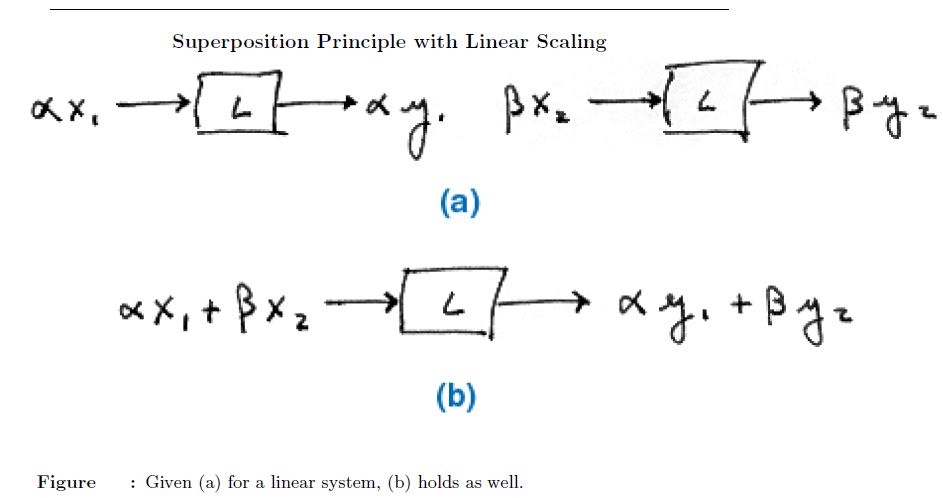 Superposition Principle with Linear Scaling
αx₁ → L → αy₁ βx₂ → L → βy₂
(a)
αx₁ + βx₂ → L → αy₁ + βy₂
(b)
Figure : Given (a) for a linear system, (b) holds as well.